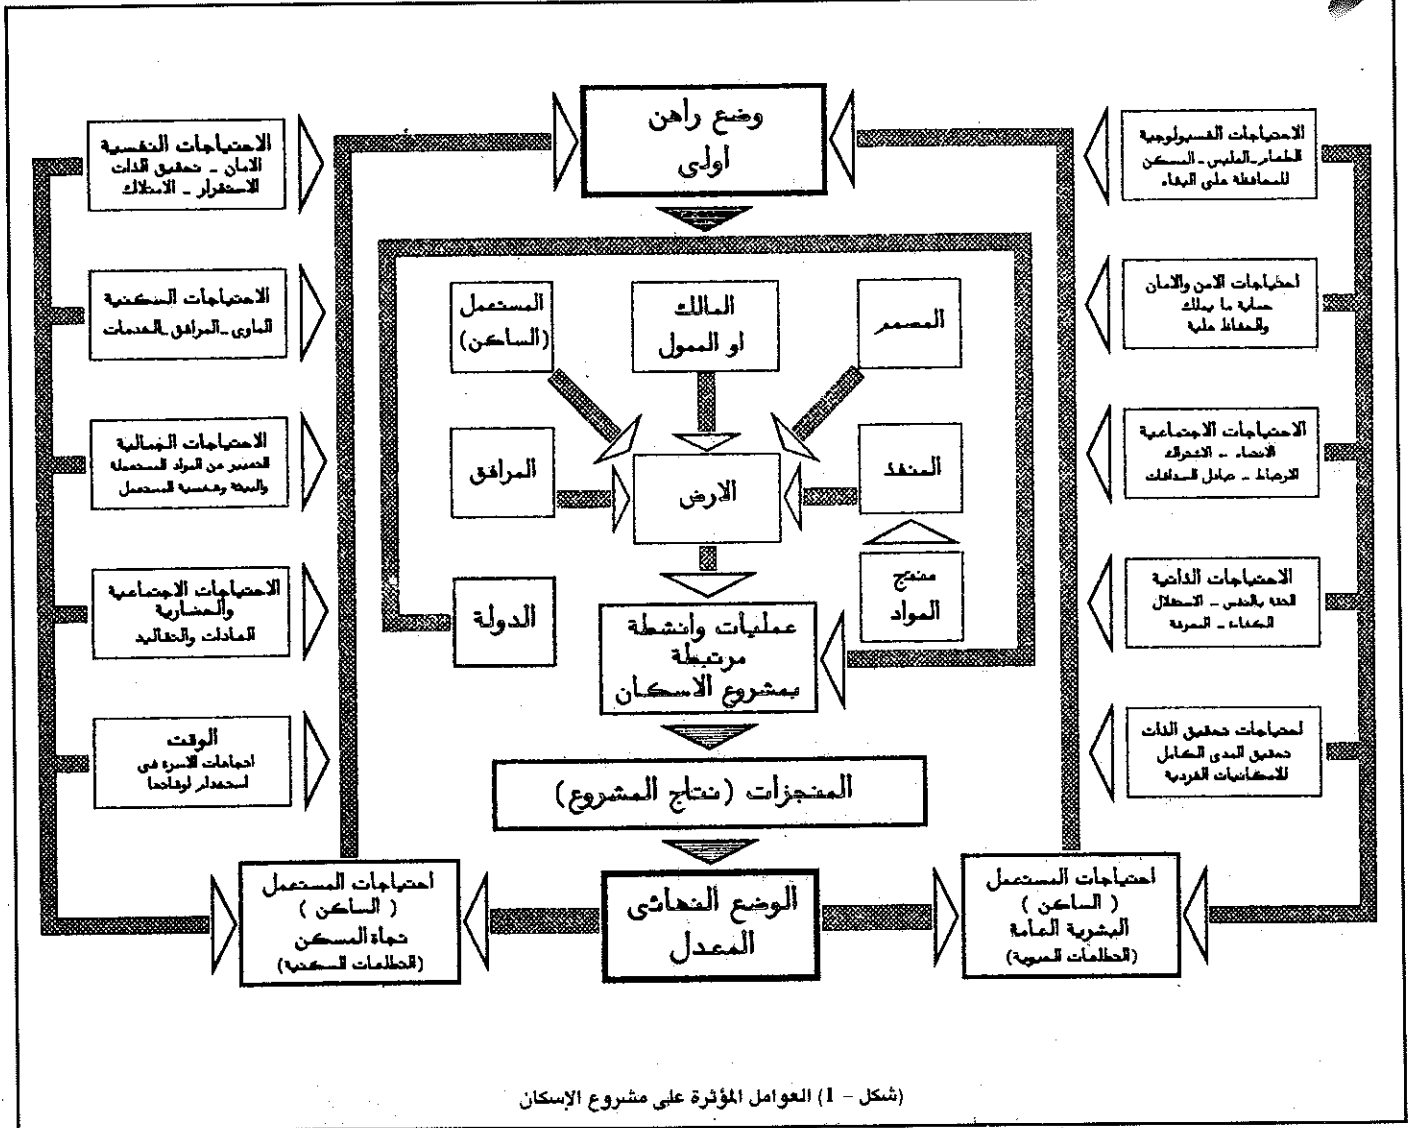 وضع راهن
اولى
الاحتياجات الفسيولوجية
الطعام - الملبس - المسكن
للمحافظة على البقاء
احتياجات الامن والامان
حماية ما يملك
والحفاظ علية
الاحتياجات الاجتماعية
الانتماء - الاشتراك
الارتباط - تبادل الصداقات
الاحتياجات الذاتية
الثقة بالنفس - الاستقلال
الكفاءة - المعرفة
احتياجات تحقيق الذات
تحقيق المدى الكامل
للامكانيات الفردية
المصمم
المالك
او الممول
المستعمل
(الساكن)
المنفذ
الارض
المرافق
منتج
المواد
الدولة
عمليات وانشطة
مرتبطة
بمشروع الاسكان
المنجزات (نتاج المشروع)
الوضع النهائى
المعدل
احتياجات المستعمل
( الساكن )
البشرية العامة
(التطلعات الحيوية)
احتياجات المستعمل
( الساكن )
تجاة المسكن
(التطلعات السكنية)
الاحتياجات النفسية
الامان - تحقيق الذات
الاستقرار - الامتلاك
الاحتياجات السكنية
الماوى - المرافق - الخدمات
الاحتياجات الجمالية
التعبير عن المواد المستعملة
والبيئة وشخصية المستعمل
الاحتياجات الاجتماعية
والحضارية
العادات والتقاليد
الوقت
اتجاهات الاسرة فى
استخدام اوقاتها
(شكل - 1) العوامل المؤثرة على مشروع الإسكان